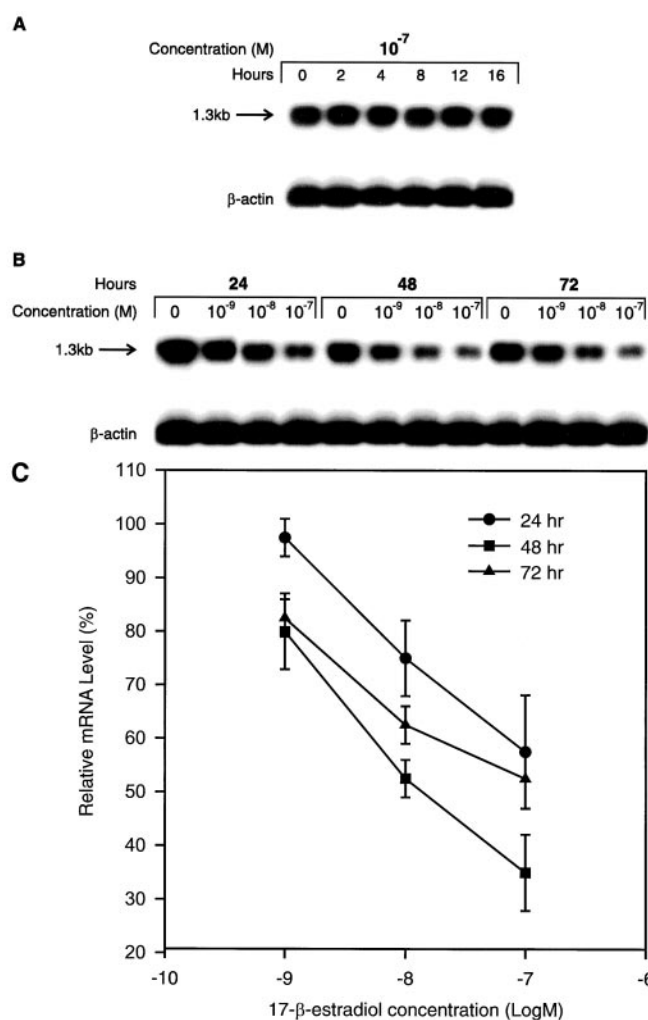 A
Concentration (M) 10⁻⁷
Hours 0 2 4 8 12 16
1.3kb
β-actin
B
Hours 24 48 72
Concentration (M) 0 10⁻⁹ 10⁻⁸ 10⁻⁷ 0 10⁻⁹ 10⁻⁸ 10⁻⁷ 0 10⁻⁹ 10⁻⁸ 10⁻⁷
1.3kb
β-actin
C
110
100
90
80
70
60
50
40
30
20
Relative mRNA Level (%)
24 hr
48 hr
72 hr
-10 -9 -8 -7 -6
17-β-estradiol concentration (LogM)